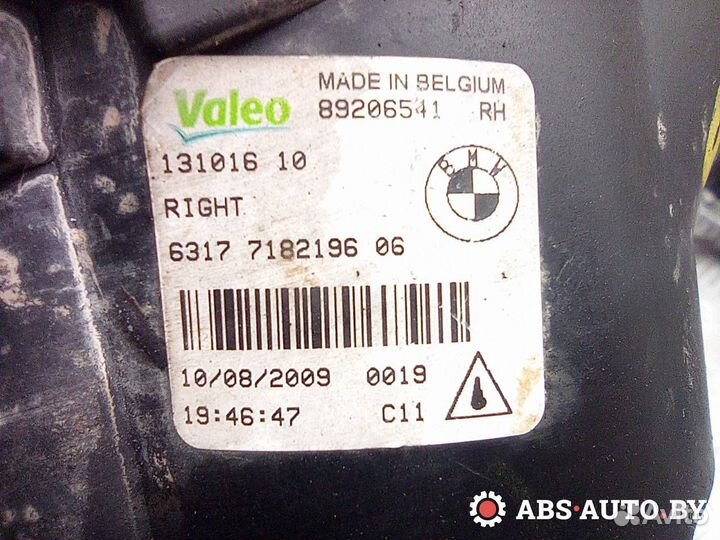 Valeo
MADE IN BELGIUM
89206541 RH
131016 10
RIGHT
BMW
6317 7182196 06
10/08/2009 0019
19:46:47 C11
ABS-AUTO.BY
Avito